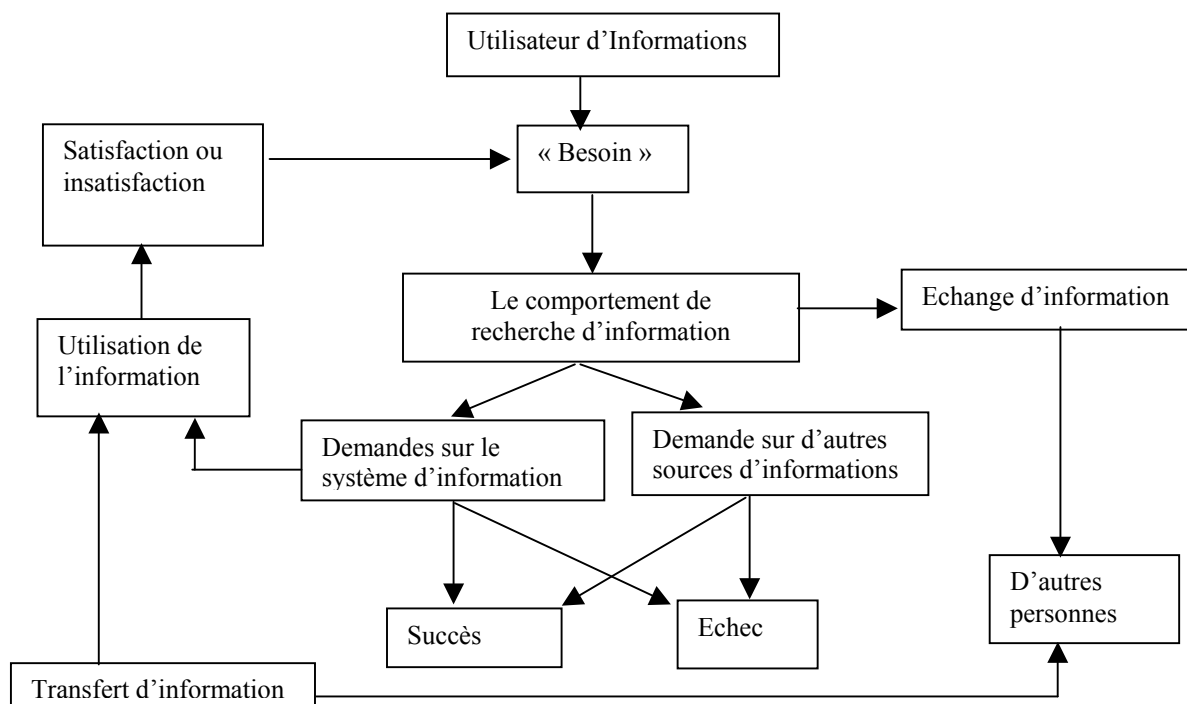 Utilisateur d’Informations
Satisfaction ou
insatisfaction
« Besoin »
Le comportement de
recherche d’information
Echange d’information
Utilisation de
l’information
Demandes sur le
système d’information
Demande sur d’autres
sources d’informations
D’autres
personnes
Succès
Echec
Transfert d’information